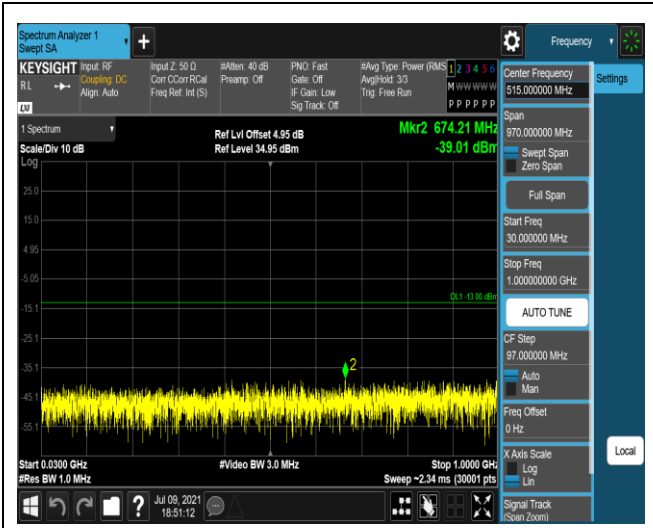 Spectrum Analyzer 1
Swept SA
+
Frequency
KEYSIGHT
RL
LXI
Input: RF
Coupling: DC
Align: Auto
Input Z: 50 Ω
Corr CCorr RCal
Freq Ref: Int (S)
#Atten: 40 dB
Preamp: Off
PNO: Fast
Gate: Off
IF Gain: Low
Sig Track: Off
#Avg Type: Power (RMS
Avg|Hold: 3/3
Trig: Free Run
1 2 3 4 5 6
M W W W W W
P P P P P P
1 Spectrum
Scale/Div 10 dB
Ref Lvl Offset 4.95 dB
Ref Level 34.95 dBm
Mkr2 674.21 MHz
-39.01 dBm
Log
25.0
15.0
4.95
-5.05
-15.1
-25.1
-35.1
-45.1
-55.1
DL1 -13.00 dBm
2
Start 0.0300 GHz
#Res BW 1.0 MHz
#Video BW 3.0 MHz
Stop 1.0000 GHz
Sweep ~2.34 ms (30001 pts
Center Frequency
515.000000 MHz
Settings
Span
970.000000 MHz
Swept Span
Zero Span
Full Span
Start Freq
30.000000 MHz
Stop Freq
1.000000000 GHz
AUTO TUNE
CF Step
97.000000 MHz
Auto
Man
Freq Offset
0 Hz
X Axis Scale
Log
Lin
Local
Signal Track
(Span Zoom)
?
Jul 09, 2021
18:51:12